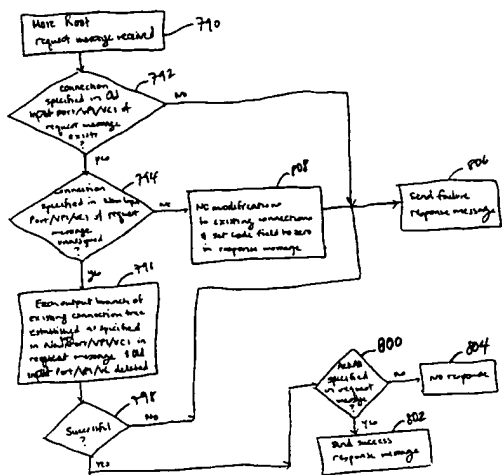 Move Root
request message received
790
Connection
specified in Old
input Port/VPI/VCI of
request message
exists
?
792
No
yes
Connection
specified in New Input
Port/VPI/VCI of request
message
unassigned
?
794
No
yes
808
No modification
to existing connections
& set Code field to zero
in response message
806
Send failure
response message
Each output branch of
existing connection tree
established as specified
in New Port/VPI/VCI in
request message & Old
input Port/VPI/VC deleted
Successful
?
798
No
Yes
800
specified
in request
message
?
no
yes
804
No response
802
Send success
response message